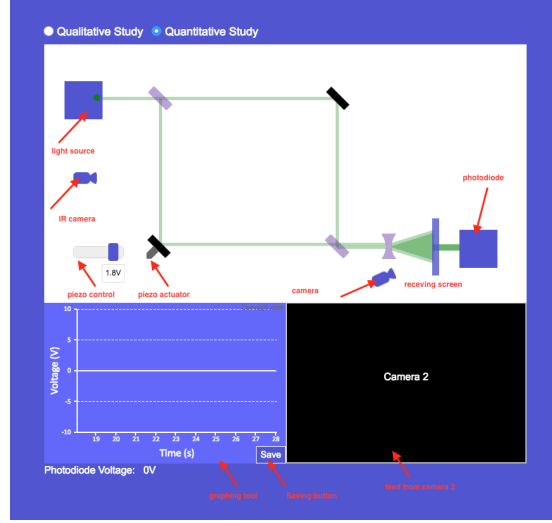 Qualitative Study Quantitative Study
light source
photodiode
IR camera
1.8V
piezo control piezo actuator
camera
receving screen
10
5
0
-5
-10
Voltage (V)
19 20 21 22 23 24 25 26 27 28
Time (s)
Save
Camera 2
Photodiode Voltage: 0V
graphing tool
Saving button
feed from camera 2